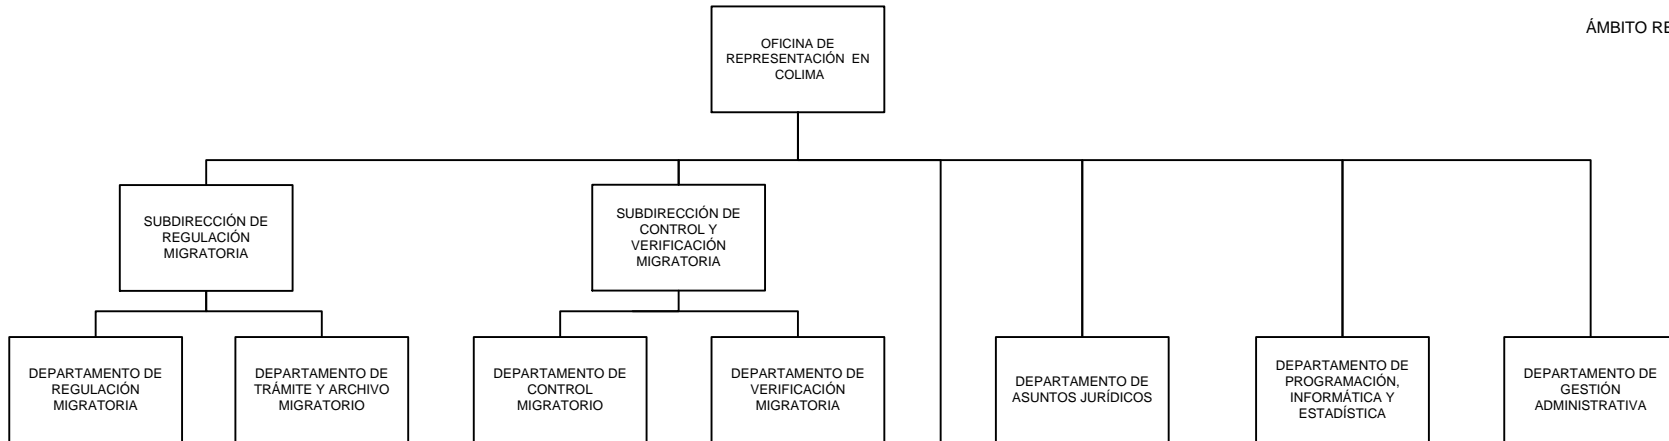 ÁMBITO RE
OFICINA DE
REPRESENTACIÓN EN
COLIMA
SUBDIRECCIÓN DE
REGULACIÓN
MIGRATORIA
SUBDIRECCIÓN DE
CONTROL Y
VERIFICACIÓN
MIGRATORIA
DEPARTAMENTO DE
REGULACIÓN
MIGRATORIA
DEPARTAMENTO DE
TRÁMITE Y ARCHIVO
MIGRATORIO
DEPARTAMENTO DE
CONTROL
MIGRATORIO
DEPARTAMENTO DE
VERIFICACIÓN
MIGRATORIA
DEPARTAMENTO DE
ASUNTOS JURÍDICOS
DEPARTAMENTO DE
PROGRAMACIÓN,
INFORMÁTICA Y
ESTADÍSTICA
DEPARTAMENTO DE
GESTIÓN
ADMINISTRATIVA